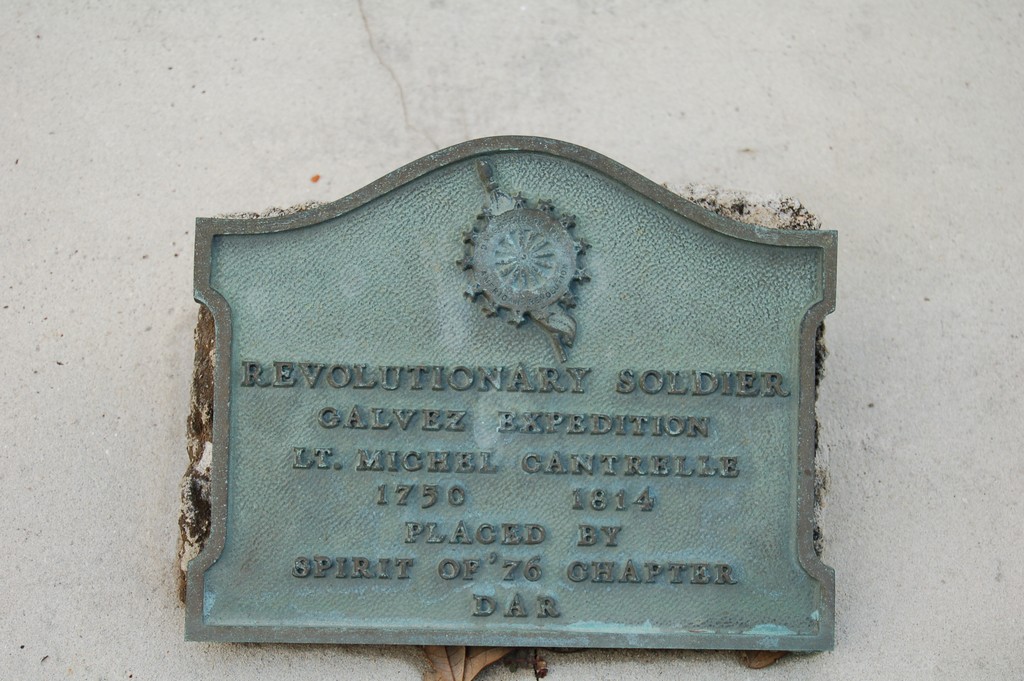 REVOLUTIONARY SOLDIER
GALVEZ EXPEDITION
LT. MICHEL CANTRELLE
1750 1814
PLACED BY
SPIRIT OF '76 CHAPTER
DAR